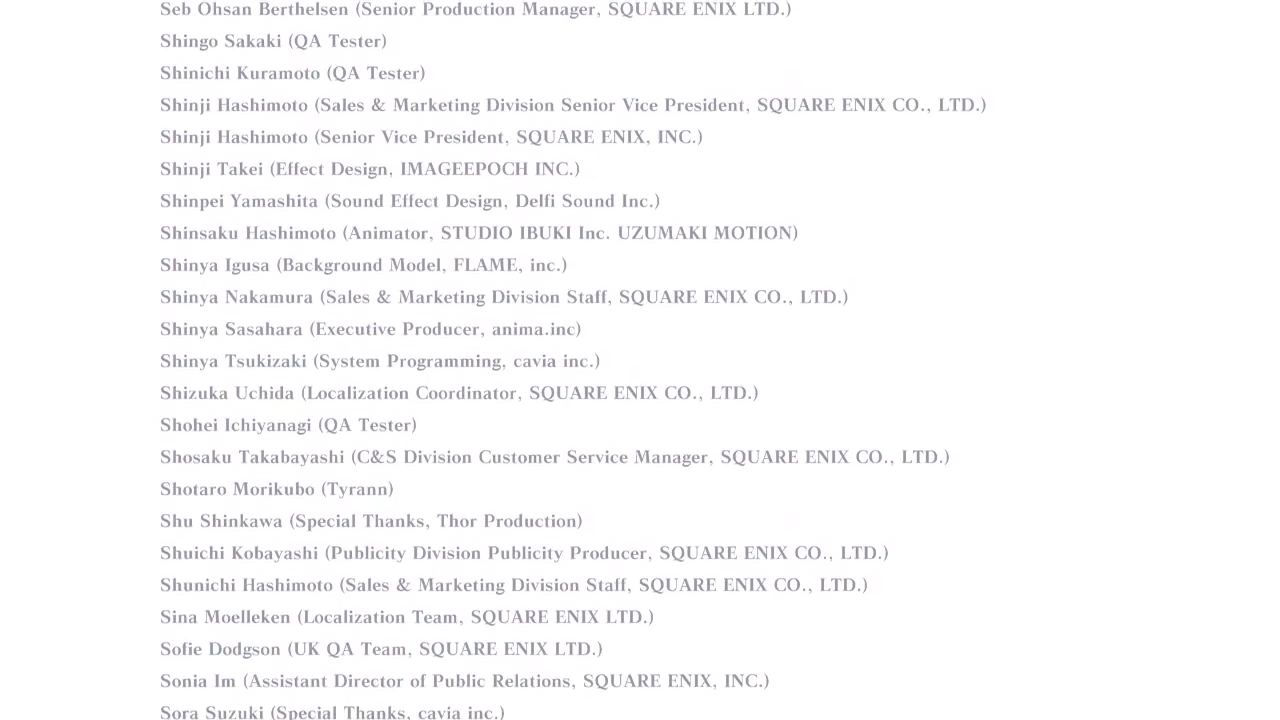 Seb Ohsan Berthelsen (Senior Production Manager, SQUARE ENIX LTD.)
Shingo Sakaki (QA Tester)
Shinichi Kuramoto (QA Tester)
Shinji Hashimoto (Sales & Marketing Division Senior Vice President, SQUARE ENIX CO., LTD.)
Shinji Hashimoto (Senior Vice President, SQUARE ENIX, INC.)
Shinji Takei (Effect Design, IMAGEEPOCH INC.)
Shinpei Yamashita (Sound Effect Design, Delfi Sound Inc.)
Shinsaku Hashimoto (Animator, STUDIO IBUKI Inc. UZUMAKI MOTION)
Shinya Igusa (Background Model, FLAME, inc.)
Shinya Nakamura (Sales & Marketing Division Staff, SQUARE ENIX CO., LTD.)
Shinya Sasahara (Executive Producer, anima.inc)
Shinya Tsukizaki (System Programming, cavia inc.)
Shizuka Uchida (Localization Coordinator, SQUARE ENIX CO., LTD.)
Shohei Ichiyanagi (QA Tester)
Shosaku Takabayashi (C&S Division Customer Service Manager, SQUARE ENIX CO., LTD.)
Shotaro Morikubo (Tyrann)
Shu Shinkawa (Special Thanks, Thor Production)
Shuichi Kobayashi (Publicity Division Publicity Producer, SQUARE ENIX CO., LTD.)
Shunichi Hashimoto (Sales & Marketing Division Staff, SQUARE ENIX CO., LTD.)
Sina Moelleken (Localization Team, SQUARE ENIX LTD.)
Sofie Dodgson (UK QA Team, SQUARE ENIX LTD.)
Sonia Im (Assistant Director of Public Relations, SQUARE ENIX, INC.)
Sora Suzuki (Special Thanks, cavia inc.)